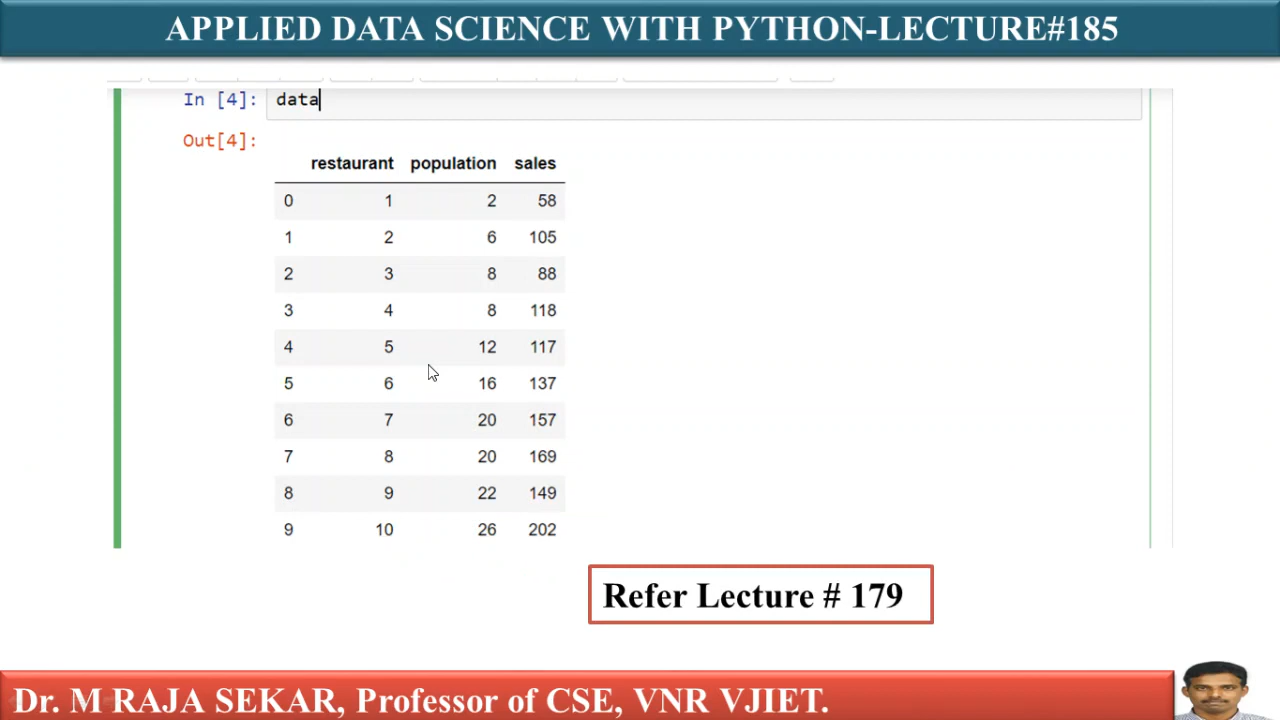 APPLIED DATA SCIENCE WITH PYTHON-LECTURE#185
In [4]: data
Out[4]:
restaurant population sales
0 1 2 58
1 2 6 105
2 3 8 88
3 4 8 118
4 5 12 117
5 6 16 137
6 7 20 157
7 8 20 169
8 9 22 149
9 10 26 202
Refer Lecture # 179
Dr. M RAJA SEKAR, Professor of CSE, VNR VJIET.